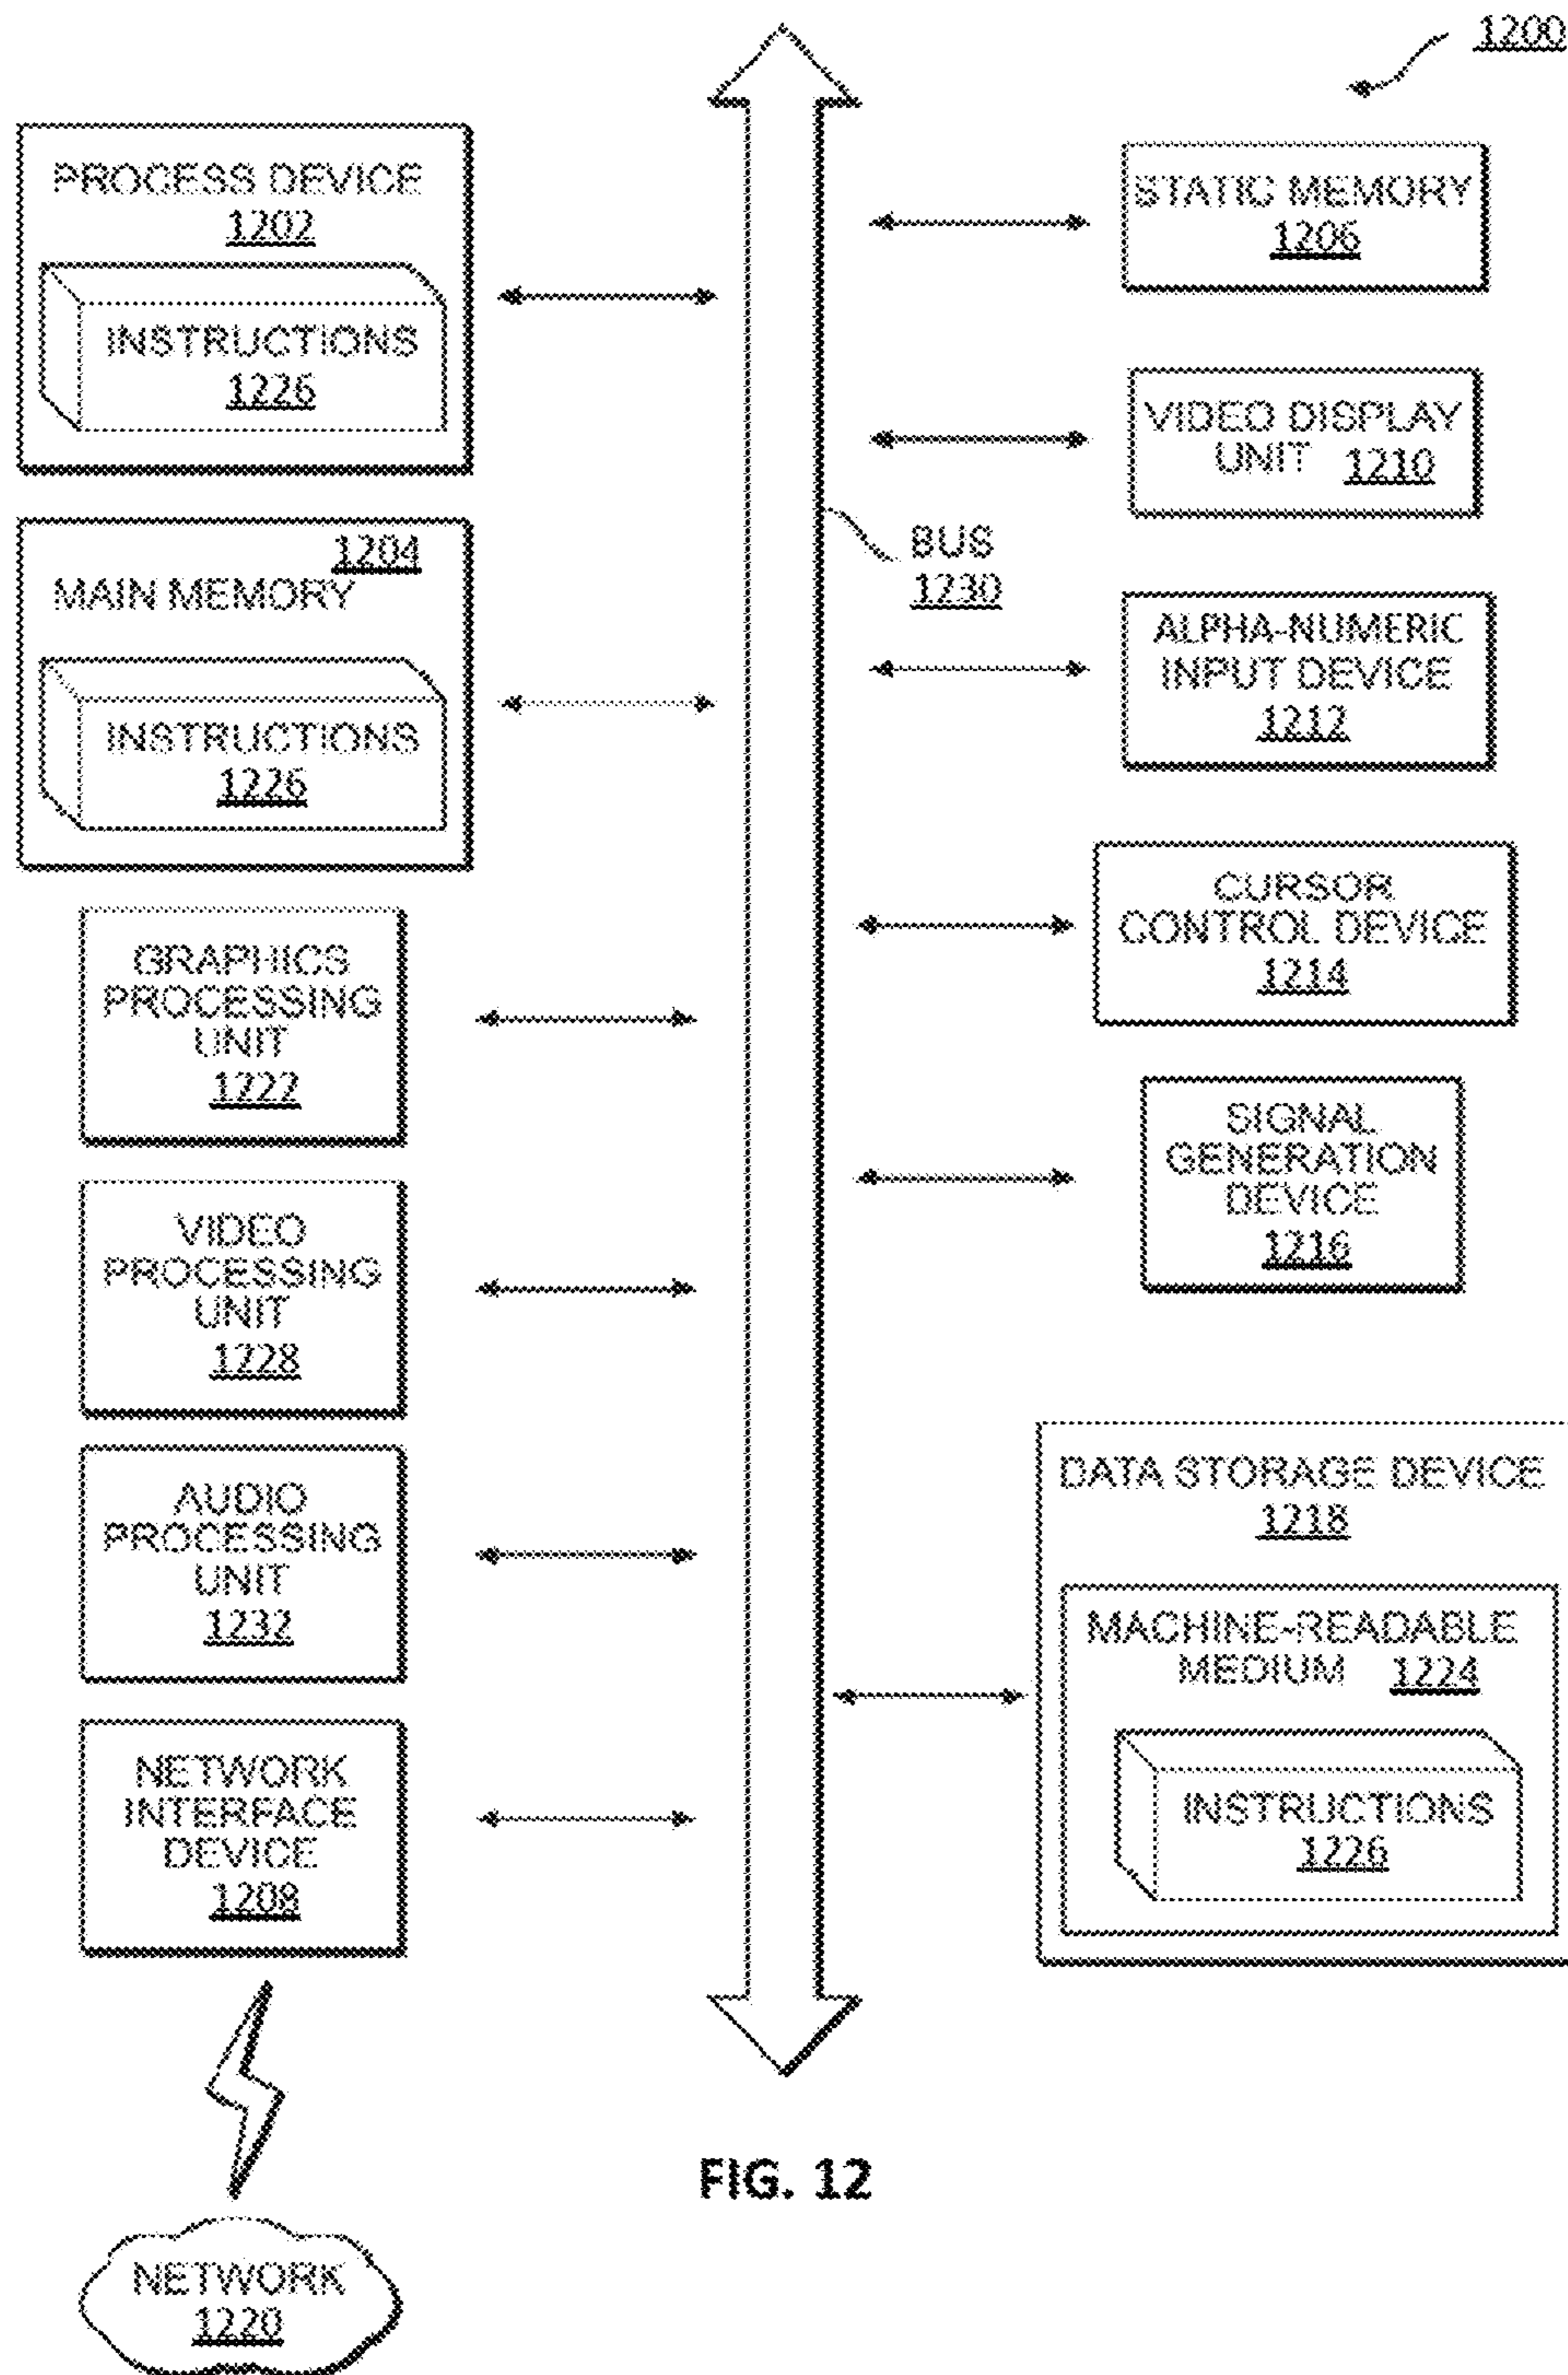 1200
PROCESS DEVICE
1202
INSTRUCTIONS
1226
MAIN MEMORY 1204
INSTRUCTIONS
1226
GRAPHICS
PROCESSING
UNIT
1222
VIDEO
PROCESSING
UNIT
1228
AUDIO
PROCESSING
UNIT
1232
NETWORK
INTERFACE
DEVICE
1208
NETWORK
1220
BUS
1230
STATIC MEMORY
1206
VIDEO DISPLAY
UNIT 1210
ALPHA-NUMERIC
INPUT DEVICE
1212
CURSOR
CONTROL DEVICE
1214
SIGNAL
GENERATION
DEVICE
1216
DATA STORAGE DEVICE
1218
MACHINE-READABLE
MEDIUM 1224
INSTRUCTIONS
1226
FIG. 12